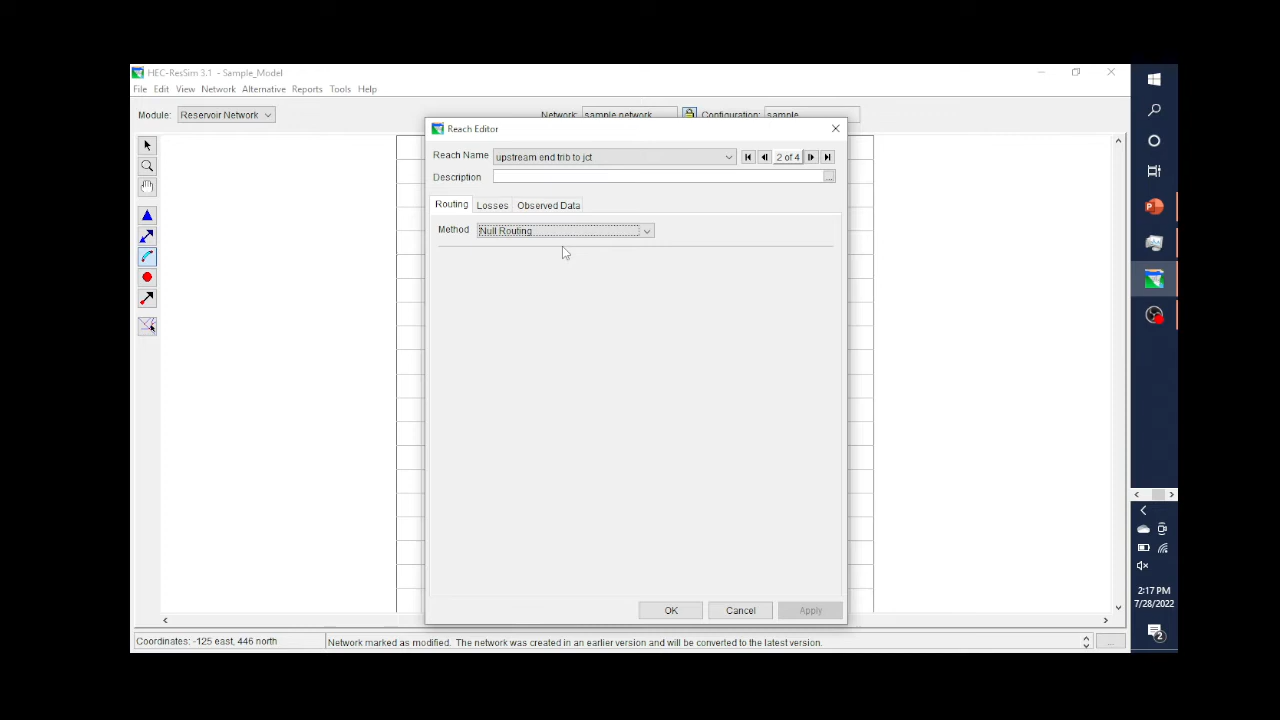 HEC-ResSim 3.1 - Sample_Model
File Edit View Network Alternative Reports Tools Help
Module: Reservoir Network Network: sample network Configuration: sample
Reach Editor
Reach Name upstream end trib to jct 2 of 4
Description ...
Routing Losses Observed Data
Method Null Routing
OK Cancel Apply
2:17 PM
7/28/2022
2
Coordinates: -125 east, 446 north Network marked as modified. The network was created in an earlier version and will be converted to the latest version. ...